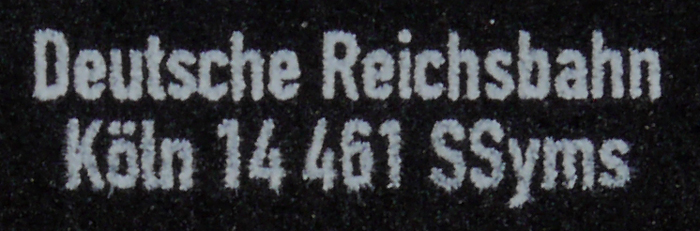 Deutsche Reichsbahn
Köln 14 461 SSyms